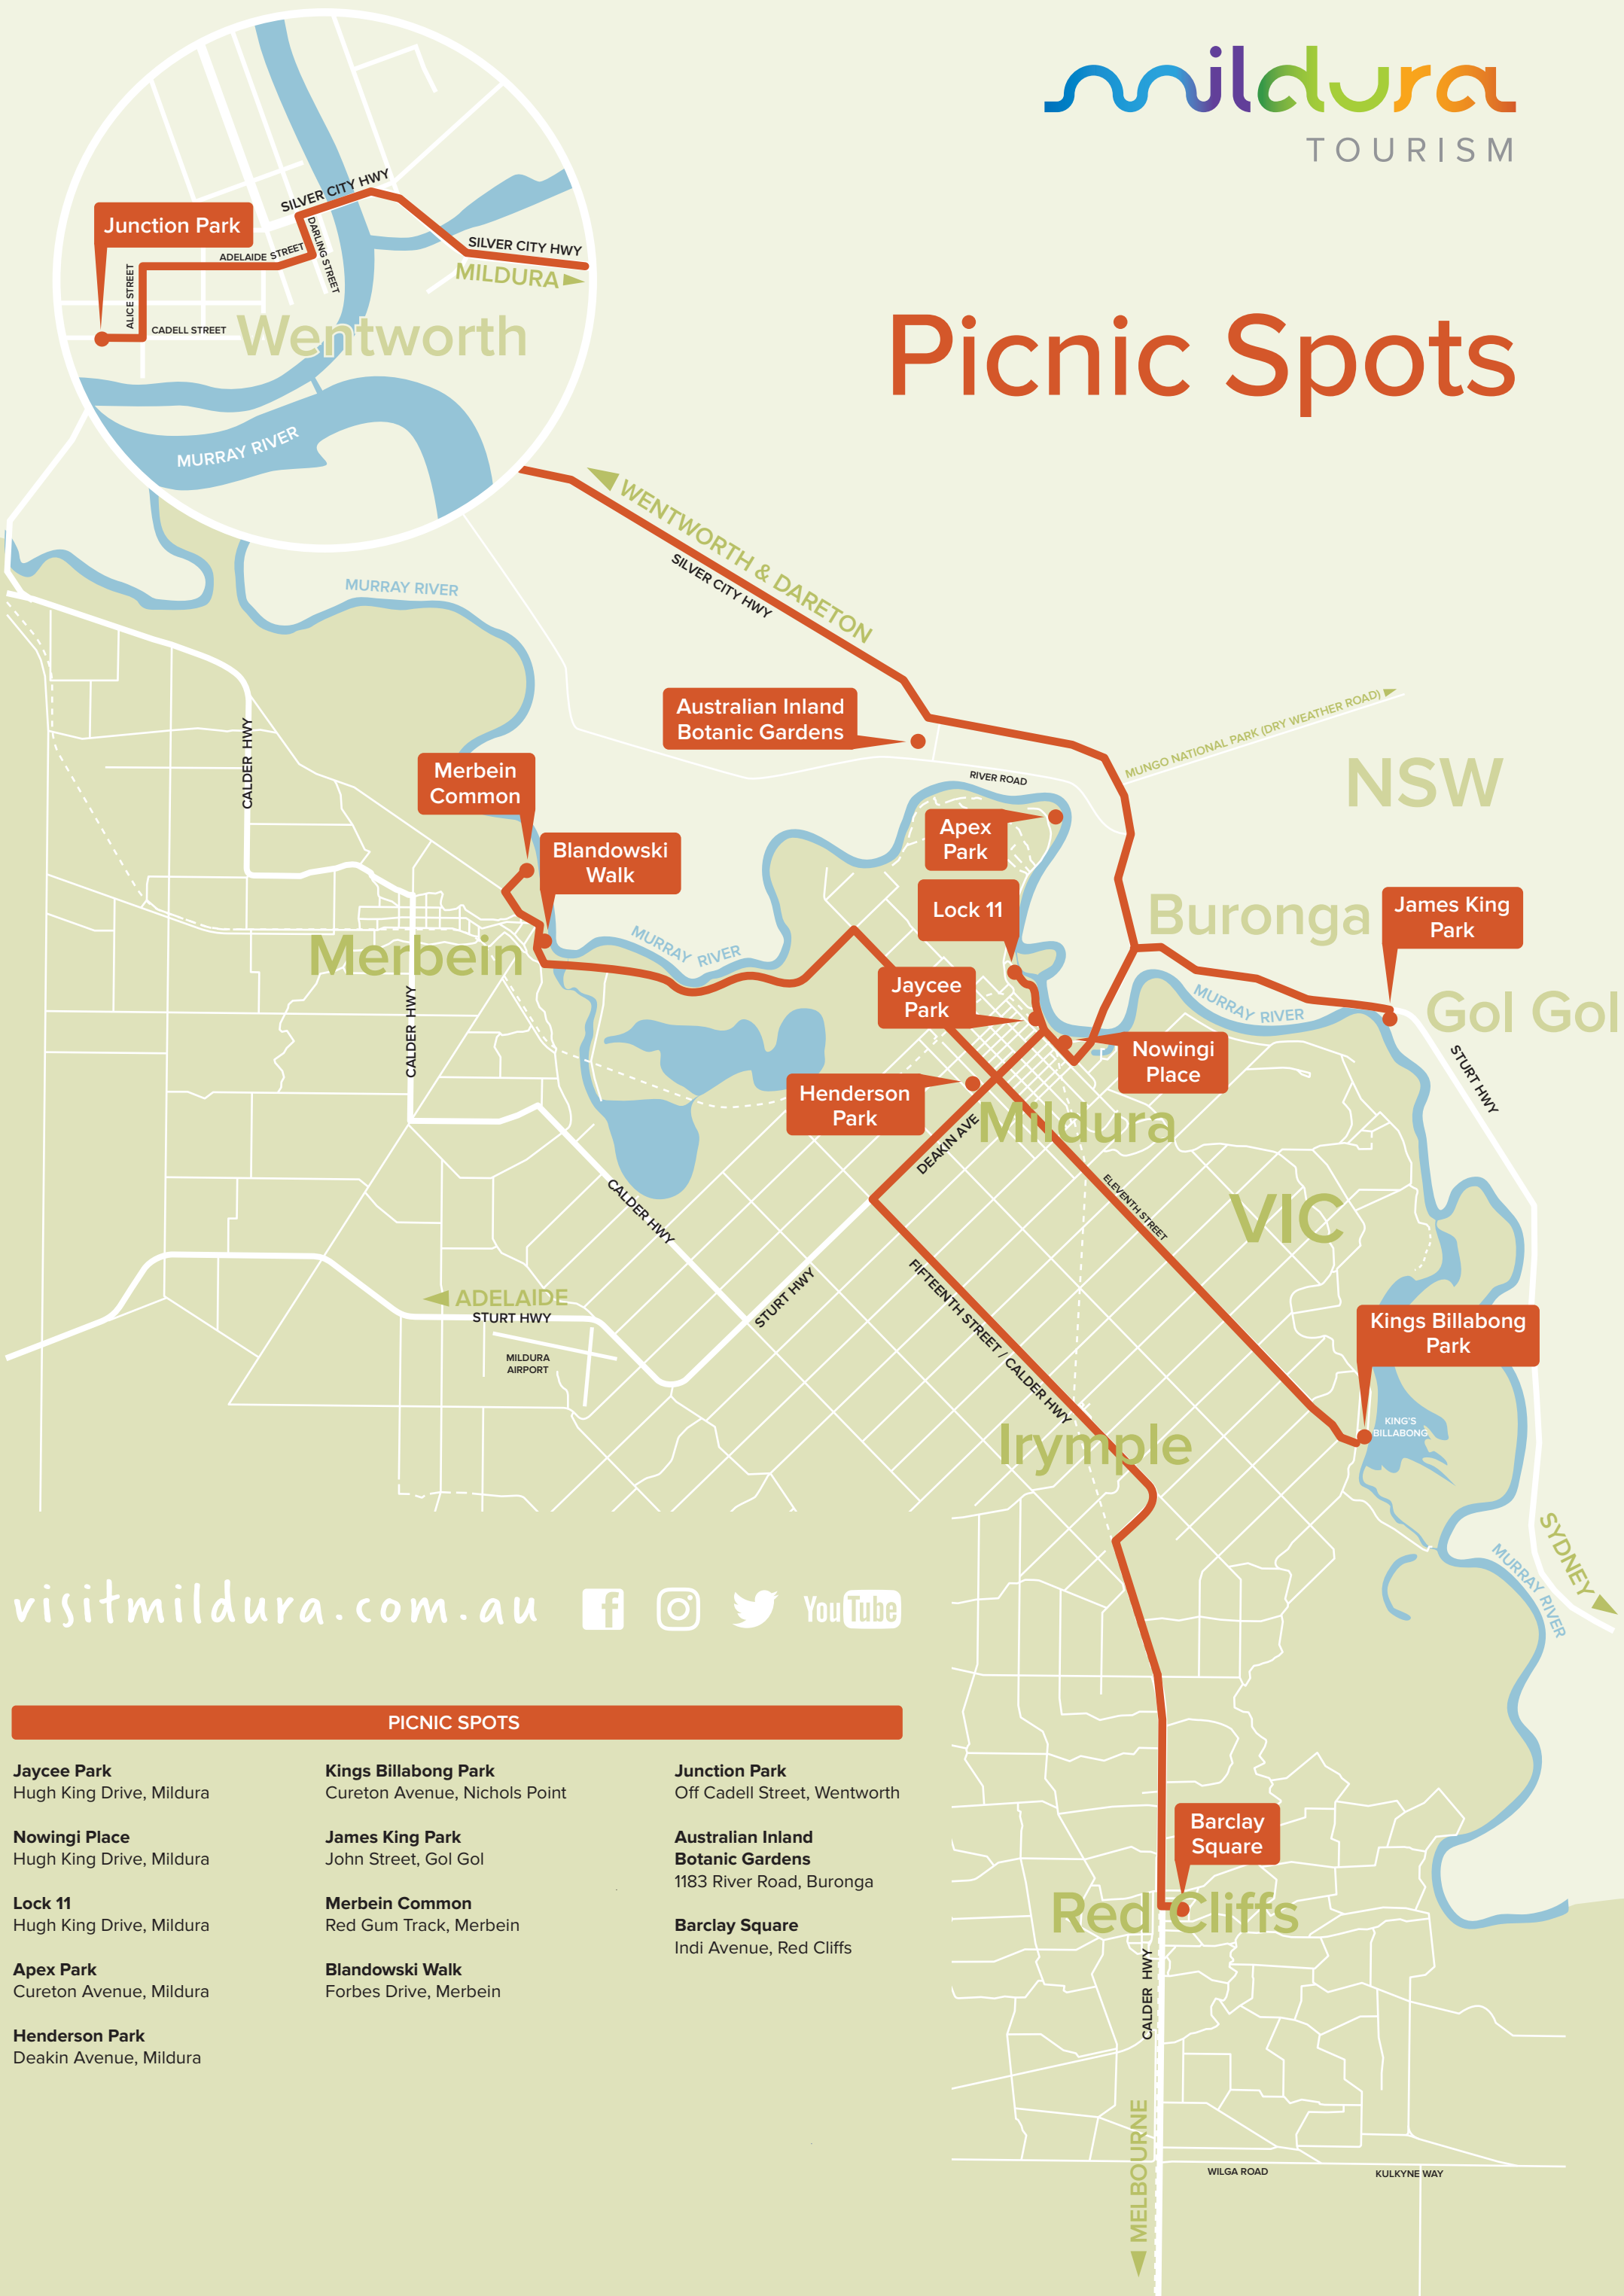 mildura
TOURISM
Picnic Spots
SILVER CITY HWY
Junction Park
DARLING STREET
ADELAIDE STREET
SILVER CITY HWY
MILDURA
ALICE STREET
CADELL STREET
Wentworth
MURRAY RIVER
WENTWORTH & DARETON
SILVER CITY HWY
MURRAY RIVER
Australian Inland
Botanic Gardens
MUNGO NATIONAL PARK (DRY WEATHER ROAD)
NSW
CALDER HWY
Merbein
Common
RIVER ROAD
Apex
Park
Blandowski
Walk
Lock 11
Buronga
James King
Park
MURRAY RIVER
Merbein
Jaycee
Park
MURRAY RIVER
Gol Gol
CALDER HWY
Nowingi
Place
STURT HWY
Henderson
Park
Mildura
DEAKIN AVE
ELEVENTH STREET
VIC
CALDER HWY
ADELAIDE
STURT HWY
STURT HWY
FIFTEENTH STREET / CALDER HWY
MILDURA
AIRPORT
Kings Billabong
Park
KING'S
BILLABONG
Irymple
SYDNEY
MURRAY RIVER
visitmildura.com.au
You Tube
PICNIC SPOTS
Jaycee Park
Hugh King Drive, Mildura
Nowingi Place
Hugh King Drive, Mildura
Lock 11
Hugh King Drive, Mildura
Apex Park
Cureton Avenue, Mildura
Henderson Park
Deakin Avenue, Mildura
Kings Billabong Park
Cureton Avenue, Nichols Point
James King Park
John Street, Gol Gol
Merbein Common
Red Gum Track, Merbein
Blandowski Walk
Forbes Drive, Merbein
Junction Park
Off Cadell Street, Wentworth
Australian Inland
Botanic Gardens
1183 River Road, Buronga
Barclay Square
Indi Avenue, Red Cliffs
Barclay
Square
Red Cliffs
CALDER HWY
MELBOURNE
WILGA ROAD
KULKYNE WAY